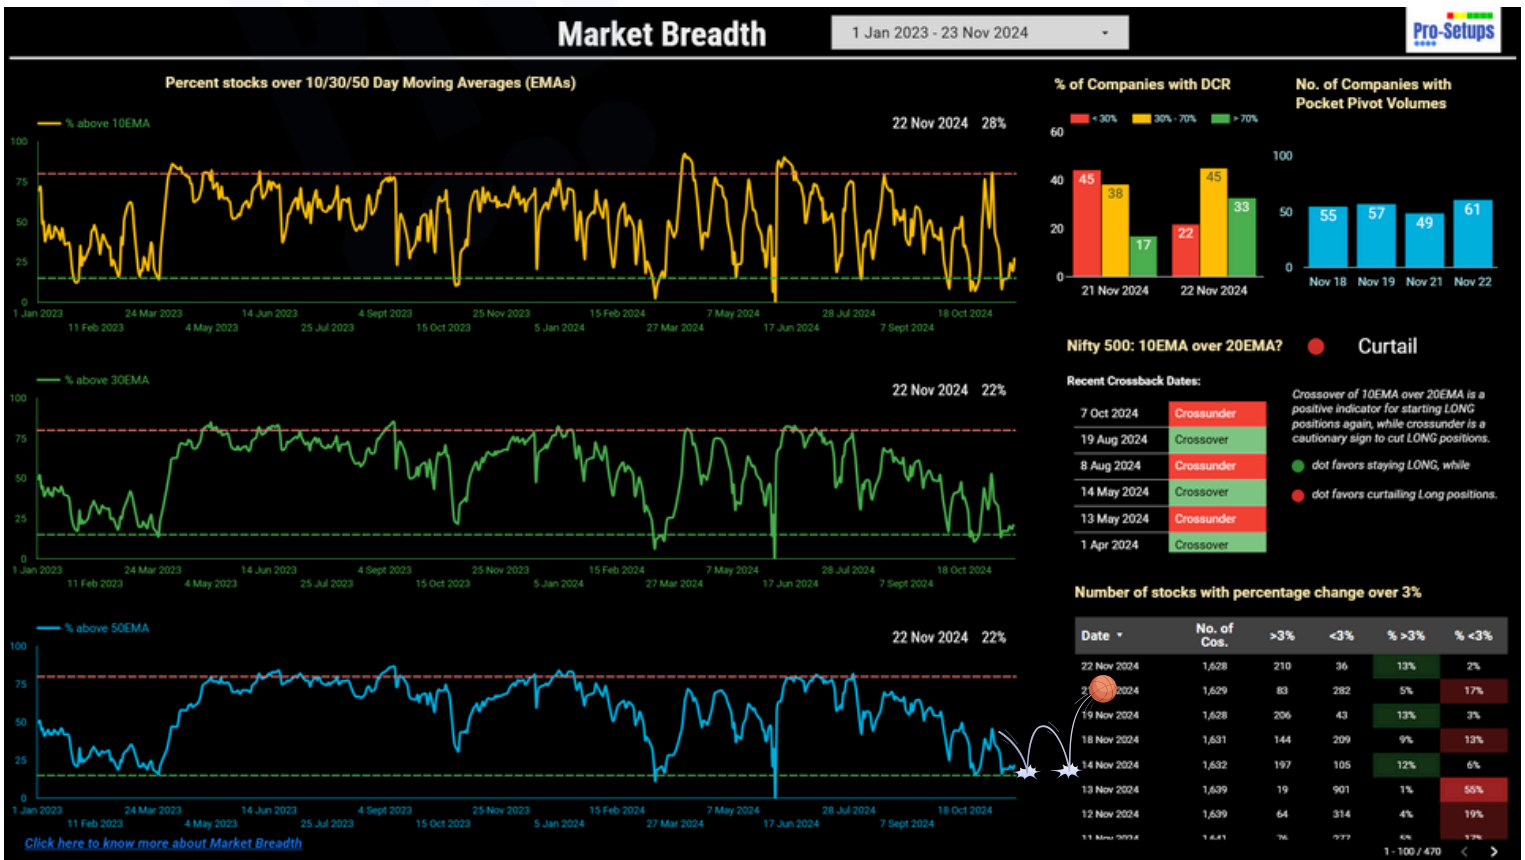 Market Breadth
1 Jan 2023 - 23 Nov 2024
Pro-Setups
Percent stocks over 10/30/50 Day Moving Averages (EMAs)
% above 10EMA
22 Nov 2024 28%
100
75
50
25
0
1 Jan 2023 24 Mar 2023 14 Jun 2023 4 Sept 2023 25 Nov 2023 15 Feb 2024 7 May 2024 28 Jul 2024 18 Oct 2024
11 Feb 2023 4 May 2023 25 Jul 2023 15 Oct 2023 5 Jan 2024 27 Mar 2024 17 Jun 2024 7 Sept 2024
% above 30EMA
22 Nov 2024 22%
100
75
50
25
0
1 Jan 2023 24 Mar 2023 14 Jun 2023 4 Sept 2023 25 Nov 2023 15 Feb 2024 7 May 2024 28 Jul 2024 18 Oct 2024
11 Feb 2023 4 May 2023 25 Jul 2023 15 Oct 2023 5 Jan 2024 27 Mar 2024 17 Jun 2024 7 Sept 2024
% above 50EMA
22 Nov 2024 22%
100
75
50
25
0
1 Jan 2023 24 Mar 2023 14 Jun 2023 4 Sept 2023 25 Nov 2023 15 Feb 2024 7 May 2024 28 Jul 2024 18 Oct 2024
11 Feb 2023 4 May 2023 25 Jul 2023 15 Oct 2023 5 Jan 2024 27 Mar 2024 17 Jun 2024 7 Sept 2024
Click here to know more about Market Breadth
% of Companies with DCR
< 30% 30% - 70% > 70%
60
40
20
0
45 38 17 22 45 33
21 Nov 2024 22 Nov 2024
No. of Companies with
Pocket Pivot Volumes
100
50
0
55 57 49 61
Nov 18 Nov 19 Nov 21 Nov 22
Nifty 500: 10EMA over 20EMA? Curtail
Recent Crossback Dates:
7 Oct 2024 Crossunder
19 Aug 2024 Crossover
8 Aug 2024 Crossunder
14 May 2024 Crossover
13 May 2024 Crossunder
1 Apr 2024 Crossover
Crossover of 10EMA over 20EMA is a
positive indicator for starting LONG
positions again, while crossunder is a
cautionary sign to cut LONG positions.
dot favors staying LONG, while
dot favors curtailing Long positions.
Number of stocks with percentage change over 3%
Date No. of Cos. >3% <3% % >3% % <3%
22 Nov 2024 1,628 210 36 13% 2%
2024 1,629 83 282 5% 17%
19 Nov 2024 1,628 206 43 13% 3%
18 Nov 2024 1,631 144 209 9% 13%
14 Nov 2024 1,632 197 105 12% 6%
13 Nov 2024 1,639 19 901 1% 55%
12 Nov 2024 1,639 64 314 4% 19%
11 Nov 2024 1,641 76 277 5% 17%
1 - 100 / 470